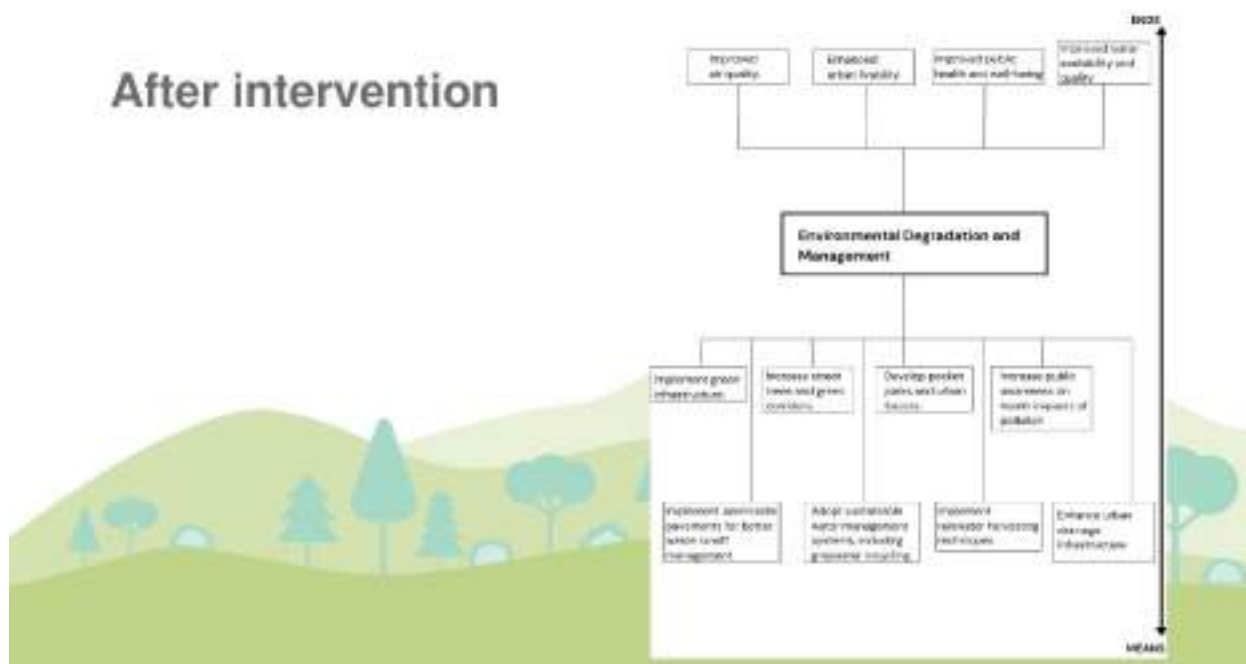 After intervention
ENDS
Improved
air quality.
Enhanced
urban livability.
Improved public
health and well-being
Improved water
availability and
quality
Environmental Degradation and
Management
Implement green
infrastructure.
Increase street
trees and green
corridors.
Develop pocket
parks and urban
forests.
Increase public
awareness on
health impacts of
pollution
Implement permeable
pavements for better
water runoff
management.
Adopt sustainable
water management
systems, including
greywater recycling.
Implement
rainwater harvesting
techniques
Enhance urban
drainage
infrastructure
MEANS